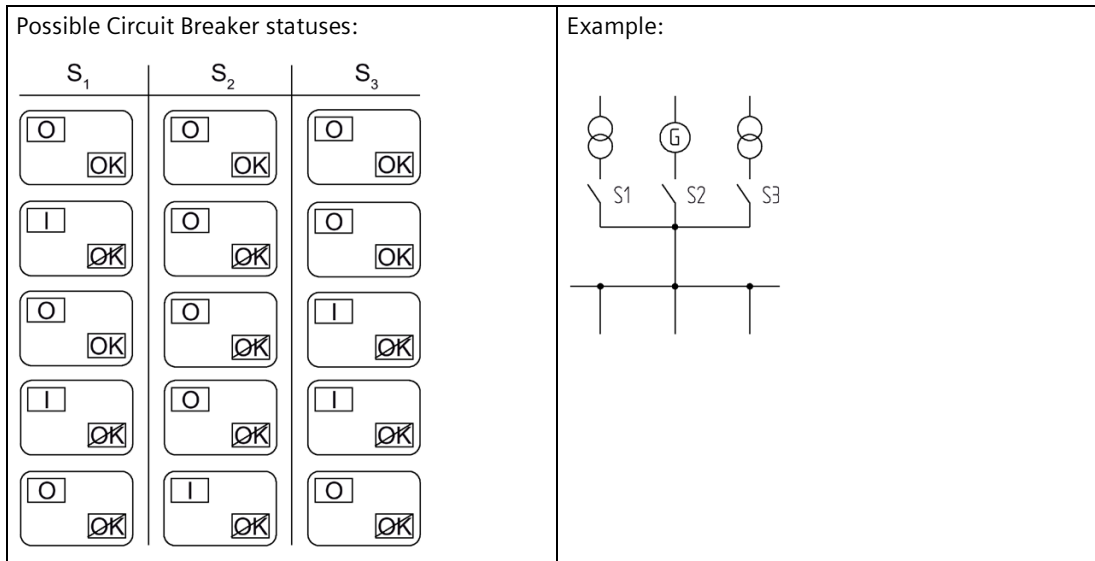 Possible Circuit Breaker statuses:
S1 S2 S3
O O O
OK OK OK
I O O
OK OK OK
O O I
OK OK OK
I O I
OK OK OK
O I O
OK OK OK
Example:
G
S1 S2 S3